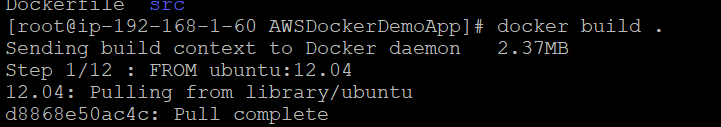 Dockerfile src
[root@ip-192-168-1-60 AWSDockerDemoApp]# docker build .
Sending build context to Docker daemon 2.37MB
Step 1/12 : FROM ubuntu:12.04
12.04: Pulling from library/ubuntu
d8868e50ac4c: Pull complete